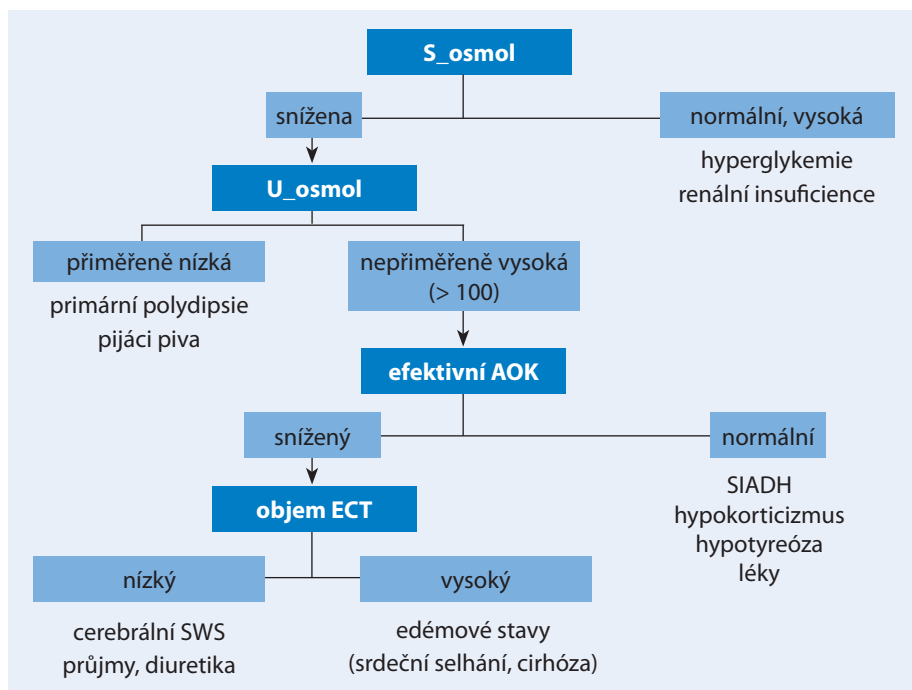 S_osmol
snížena
normální, vysoká
hyperglykemie
renální insuficience
U_osmol
přiměřeně nízká
nepřiměřeně vysoká
(> 100)
primární polydipsie
pijáci piva
efektivní AOK
snížený
normální
SIADH
hypokorticizmus
hypotyreóza
léky
objem ECT
nízký
vysoký
cerebrální SWS
průjmy, diuretika
edémové stavy
(srdeční selhání, cirhóza)